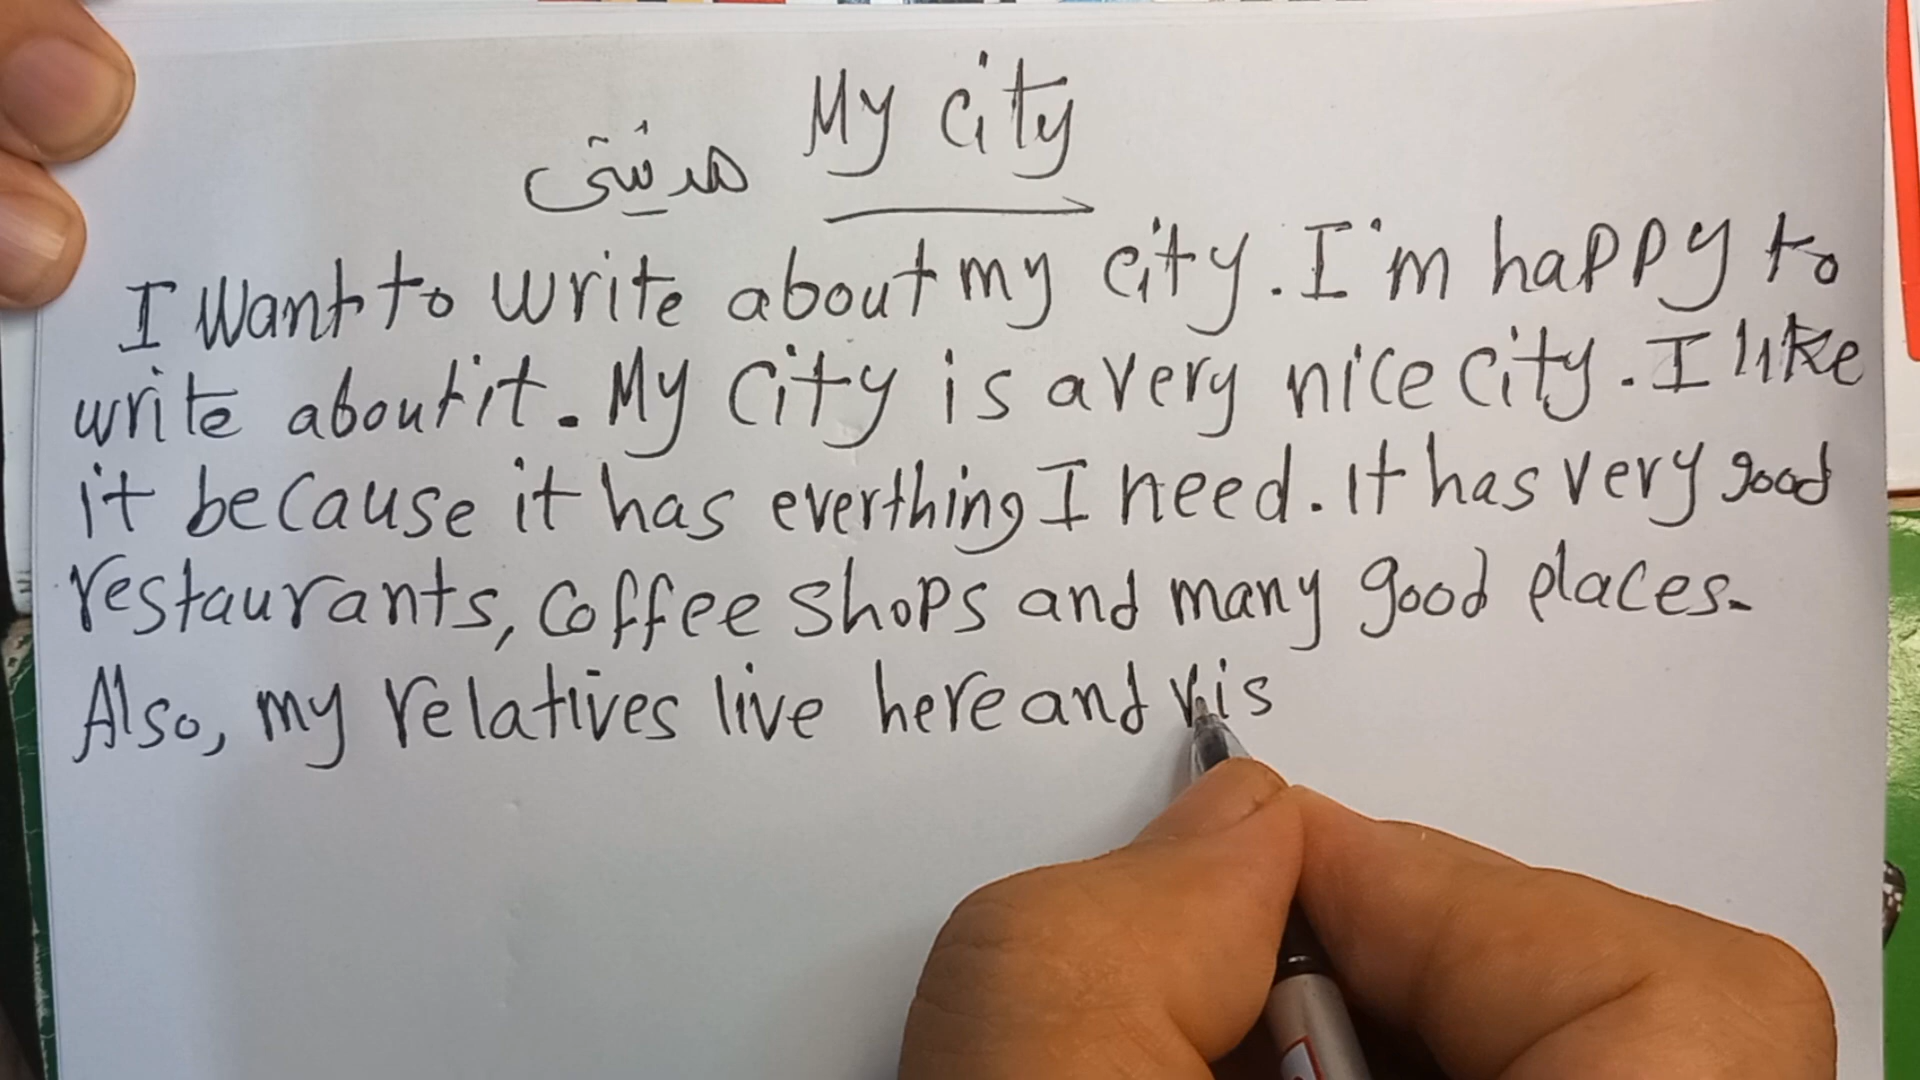 My city
مدينتي
I Want to write about my city. I'm happy to
write about it. My city is a very nice city. I like
it because it has everthing I need. It has very good
restaurants, coffee shops and many good places.
Also, my relatives live here and vis